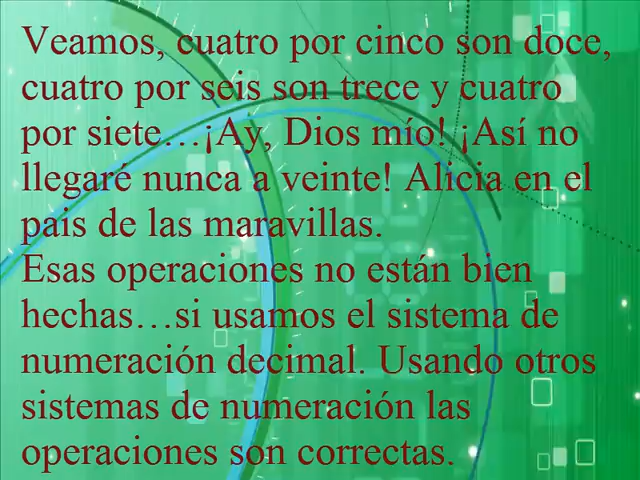 Veamos, cuatro por cinco son doce,
cuatro por seis son trece y cuatro
por siete…¡Ay, Dios mío! ¡Así no
llegaré nunca a veinte! Alicia en el
pais de las maravillas.
Esas operaciones no están bien
hechas…si usamos el sistema de
numeración decimal. Usando otros
sistemas de numeración las
operaciones son correctas.